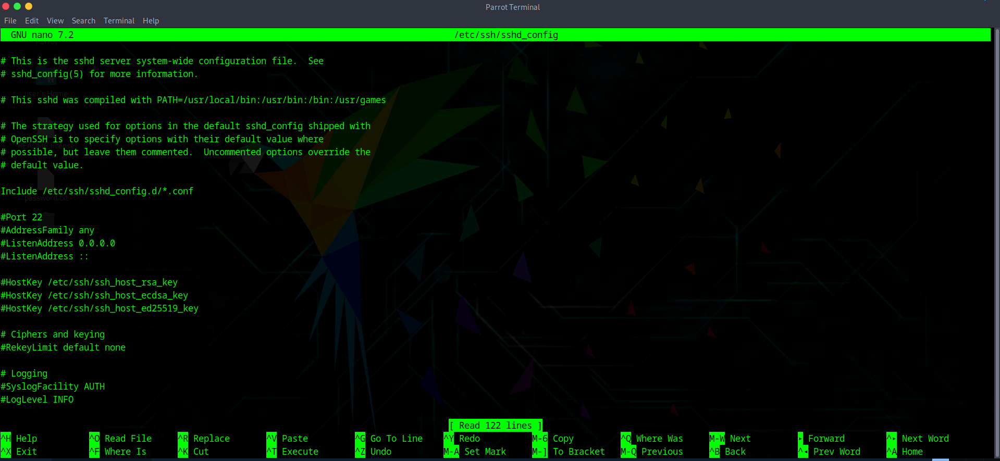 Parrot Terminal
File Edit View Search Terminal Help
GNU nano 7.2 /etc/ssh/sshd_config
# This is the sshd server system-wide configuration file.  See
# sshd_config(5) for more information.
user's Home
# This sshd was compiled with PATH=/usr/local/bin:/usr/bin:/bin:/usr/games
# The strategy used for options in the default sshd_config shipped with
# OpenSSH is to specify options with their default value where
# possible, but leave them commented.  Uncommented options override the
# default value.
Include /etc/ssh/sshd_config.d/*.conf
password.txt
#Port 22
#AddressFamily any
#ListenAddress 0.0.0.0
#ListenAddress ::
#HostKey /etc/ssh/ssh_host_rsa_key
#HostKey /etc/ssh/ssh_host_ecdsa_key
#HostKey /etc/ssh/ssh_host_ed25519_key
# Ciphers and keying
#RekeyLimit default none
# Logging
#SyslogFacility AUTH
#LogLevel INFO
[ Read 122 lines ]
^H Help ^O Read File ^R Replace ^V Paste ^G Go To Line ^Y Redo M-6 Copy ^Q Where Was M-W Next ▸ Forward ^▸ Next Word
^X Exit ^F Where Is ^K Cut ^T Execute ^Z Undo M-A Set Mark M-] To Bracket M-Q Previous ^B Back ^◂ Prev Word ^A Home